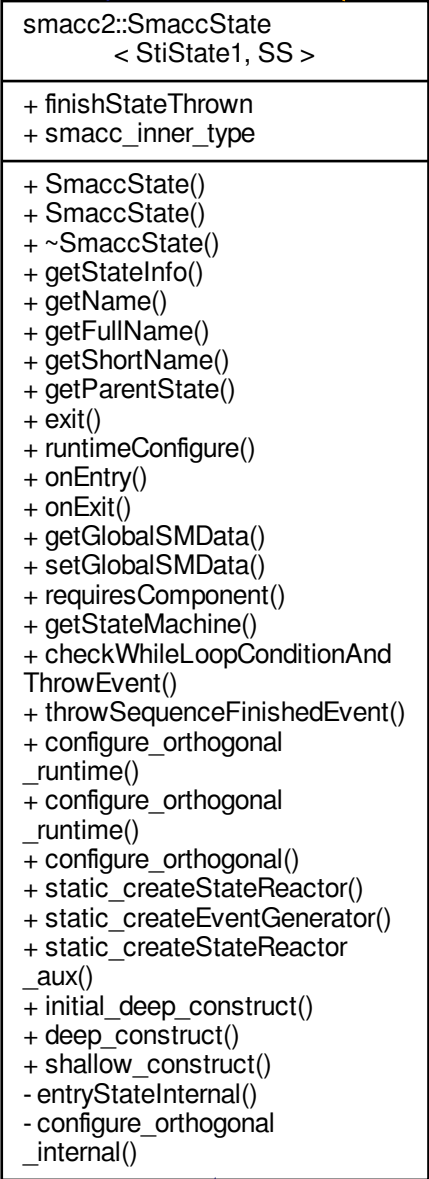 smacc2::SmaccState
< StiState1, SS >
+ finishStateThrown
+ smacc_inner_type
+ SmaccState()
+ SmaccState()
+ ~SmaccState()
+ getStateInfo()
+ getName()
+ getFullName()
+ getShortName()
+ getParentState()
+ exit()
+ runtimeConfigure()
+ onEntry()
+ onExit()
+ getGlobalSMData()
+ setGlobalSMData()
+ requiresComponent()
+ getStateMachine()
+ checkWhileLoopConditionAnd
ThrowEvent()
+ throwSequenceFinishedEvent()
+ configure_orthogonal
_runtime()
+ configure_orthogonal
_runtime()
+ configure_orthogonal()
+ static_createStateReactor()
+ static_createEventGenerator()
+ static_createStateReactor
_aux()
+ initial_deep_construct()
+ deep_construct()
+ shallow_construct()
- entryStateInternal()
- configure_orthogonal
_internal()